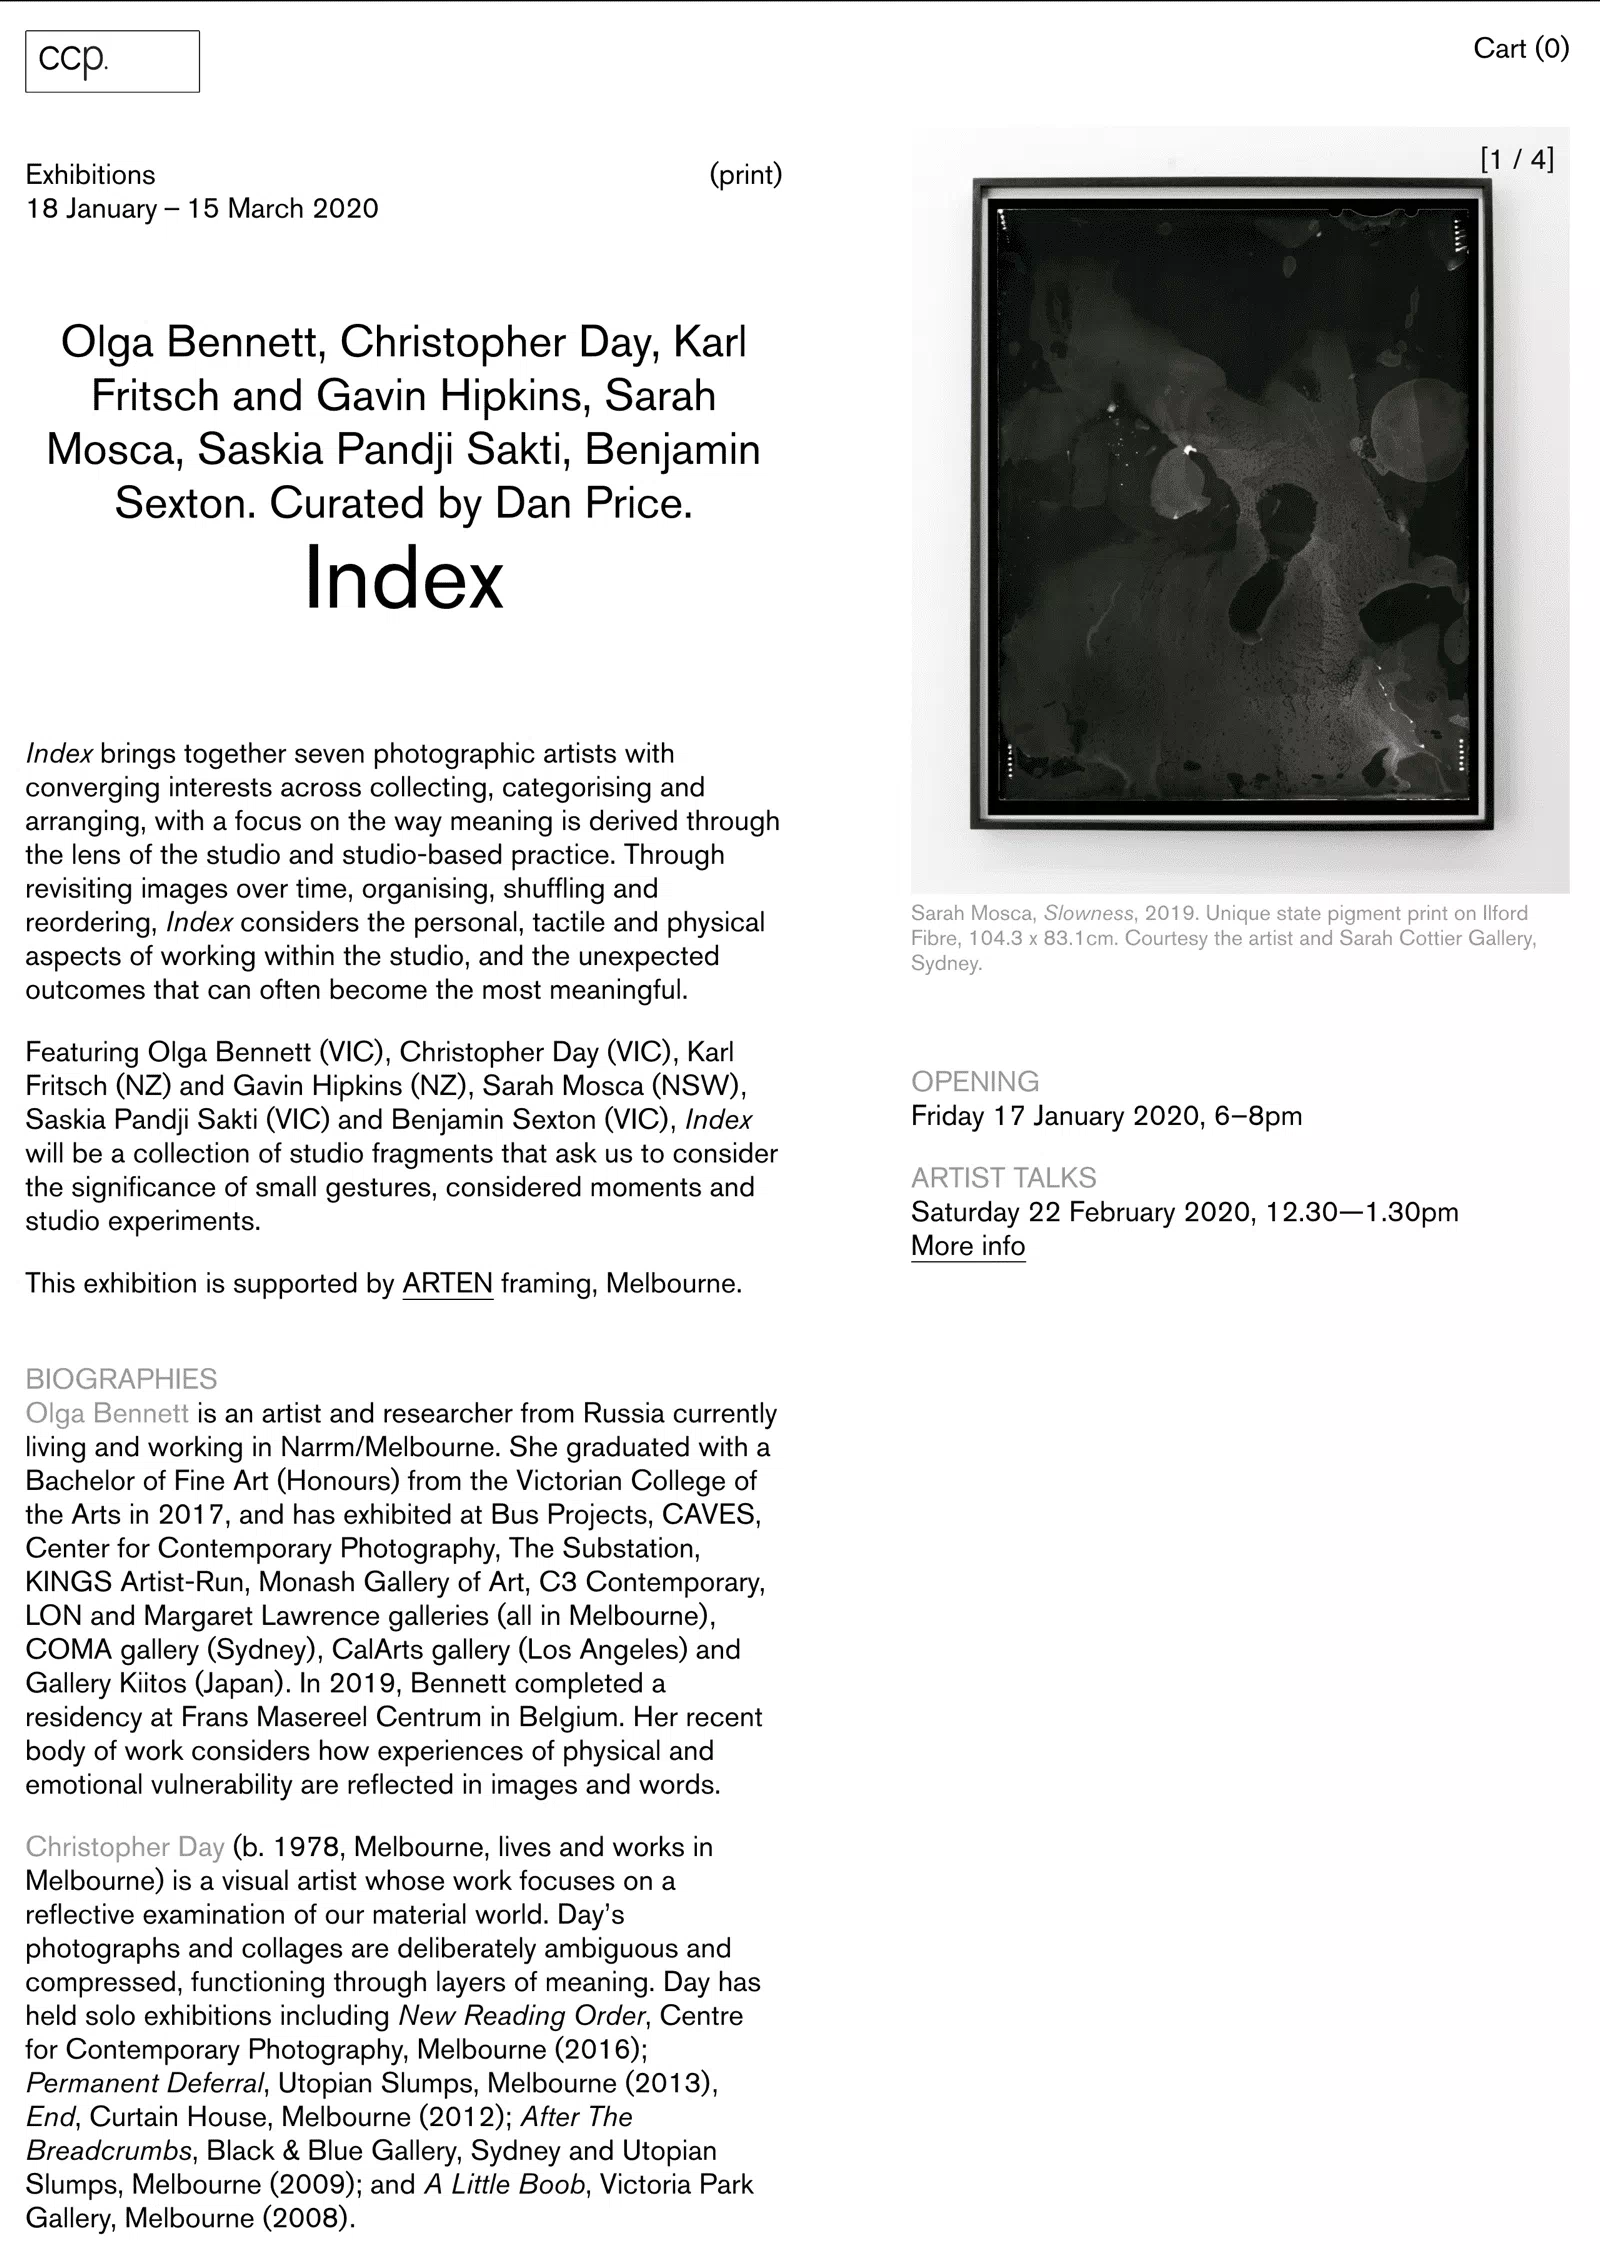 ccp.
Cart (0)
Exhibitions
(print)
18 January – 15 March 2020
Olga Bennett, Christopher Day, Karl
Fritsch and Gavin Hipkins, Sarah
Mosca, Saskia Pandji Sakti, Benjamin
Sexton. Curated by Dan Price.
Index
Index brings together seven photographic artists with
converging interests across collecting, categorising and
arranging, with a focus on the way meaning is derived through
the lens of the studio and studio-based practice. Through
revisiting images over time, organising, shuffling and
reordering, Index considers the personal, tactile and physical
aspects of working within the studio, and the unexpected
outcomes that can often become the most meaningful.
Featuring Olga Bennett (VIC), Christopher Day (VIC), Karl
Fritsch (NZ) and Gavin Hipkins (NZ), Sarah Mosca (NSW),
Saskia Pandji Sakti (VIC) and Benjamin Sexton (VIC), Index
will be a collection of studio fragments that ask us to consider
the significance of small gestures, considered moments and
studio experiments.
This exhibition is supported by ARTEN framing, Melbourne.
BIOGRAPHIES
Olga Bennett is an artist and researcher from Russia currently
living and working in Narrm/Melbourne. She graduated with a
Bachelor of Fine Art (Honours) from the Victorian College of
the Arts in 2017, and has exhibited at Bus Projects, CAVES,
Center for Contemporary Photography, The Substation,
KINGS Artist-Run, Monash Gallery of Art, C3 Contemporary,
LON and Margaret Lawrence galleries (all in Melbourne),
COMA gallery (Sydney), CalArts gallery (Los Angeles) and
Gallery Kiitos (Japan). In 2019, Bennett completed a
residency at Frans Masereel Centrum in Belgium. Her recent
body of work considers how experiences of physical and
emotional vulnerability are reflected in images and words.
Christopher Day (b. 1978, Melbourne, lives and works in
Melbourne) is a visual artist whose work focuses on a
reflective examination of our material world. Day’s
photographs and collages are deliberately ambiguous and
compressed, functioning through layers of meaning. Day has
held solo exhibitions including New Reading Order, Centre
for Contemporary Photography, Melbourne (2016);
Permanent Deferral, Utopian Slumps, Melbourne (2013),
End, Curtain House, Melbourne (2012); After The
Breadcrumbs, Black & Blue Gallery, Sydney and Utopian
Slumps, Melbourne (2009); and A Little Boob, Victoria Park
Gallery, Melbourne (2008).
[1 / 4]
Sarah Mosca, Slowness, 2019. Unique state pigment print on Ilford
Fibre, 104.3 x 83.1cm. Courtesy the artist and Sarah Cottier Gallery,
Sydney.
OPENING
Friday 17 January 2020, 6–8pm
ARTIST TALKS
Saturday 22 February 2020, 12.30—1.30pm
More info